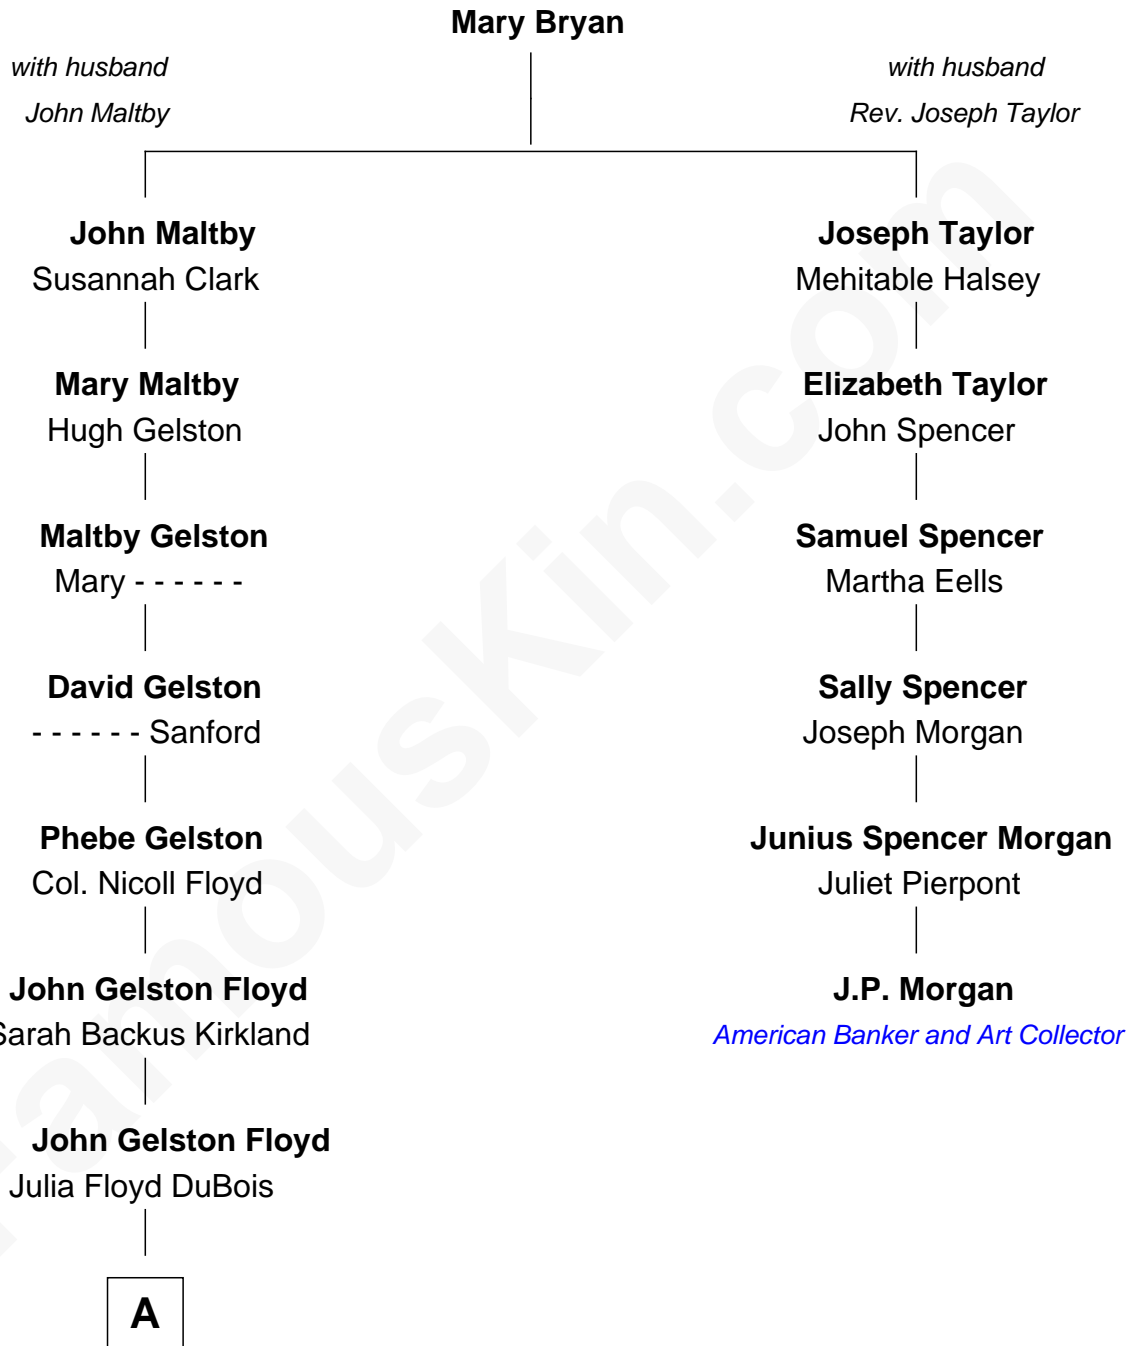 Mary Bryan
with husband
John Maltby
with husband
Rev. Joseph Taylor
John Maltby
Susannah Clark
Mary Maltby
Hugh Gelston
Maltby Gelston
Mary - - - - - -
David Gelston
- - - - - - Sanford
Phebe Gelston
Col. Nicoll Floyd
John Gelston Floyd
Sarah Backus Kirkland
John Gelston Floyd
Julia Floyd DuBois
A
Joseph Taylor
Mehitable Halsey
Elizabeth Taylor
John Spencer
Samuel Spencer
Martha Eells
Sally Spencer
Joseph Morgan
Junius Spencer Morgan
Juliet Pierpont
J.P. Morgan
American Banker and Art Collector
FamousKin.com